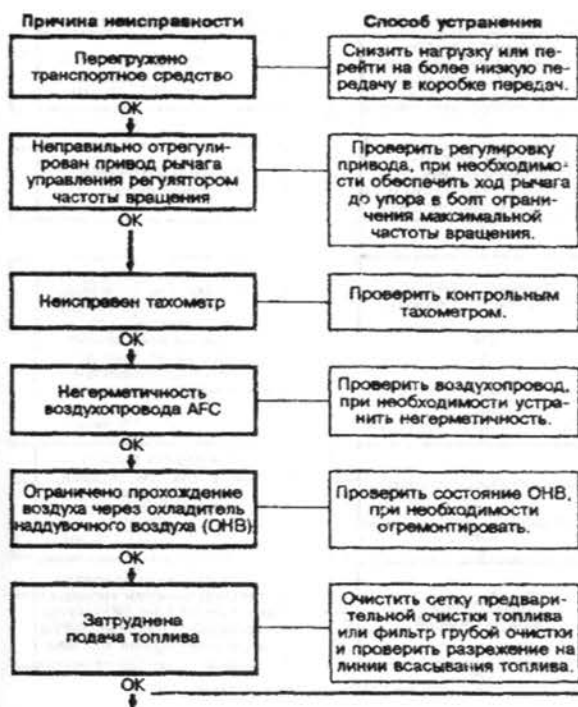 Причина неисправности
Способ устранения
Перегружено
транспортное средство
Снизить нагрузку или пе-
рейти на более низкую пе-
редачу в коробке передач.
OK
Неправильно отрегули-
рован привод рычага
управления регулятором
частоты вращения
Проверить регулировку
привода, при необходимо-
сти обеспечить ход рычага
до упора в болт ограни-
чения максимальной
частоты вращения.
OK
Неисправен тахометр
Проверить контрольным
тахометром.
OK
Негерметичность
воздухопровода AFC
Проверить воздухопровод,
при необходимости устра-
нить негерметичность.
OK
Ограничено прохождение
воздуха через охладитель
наддувочного воздуха (ОНВ)
Проверить состояние ОНВ,
при необходимости
отремонтировать.
OK
Затруднена
подача топлива
Очистить сетку предвари-
тельной очистки топлива
или фильтр грубой очистки
и проверить разрежение на
линии всасывания топлива.
OK